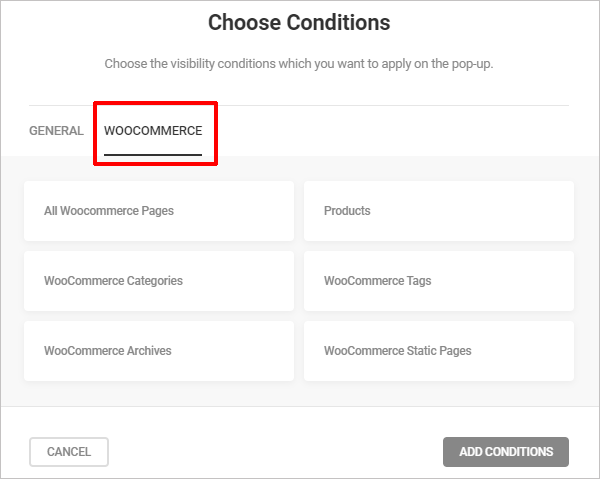 Choose Conditions
Choose the visibility conditions which you want to apply on the pop-up.
GENERAL WOOCOMMERCE
All Woocommerce Pages
Products
WooCommerce Categories
WooCommerce Tags
WooCommerce Archives
WooCommerce Static Pages
CANCEL
ADD CONDITIONS